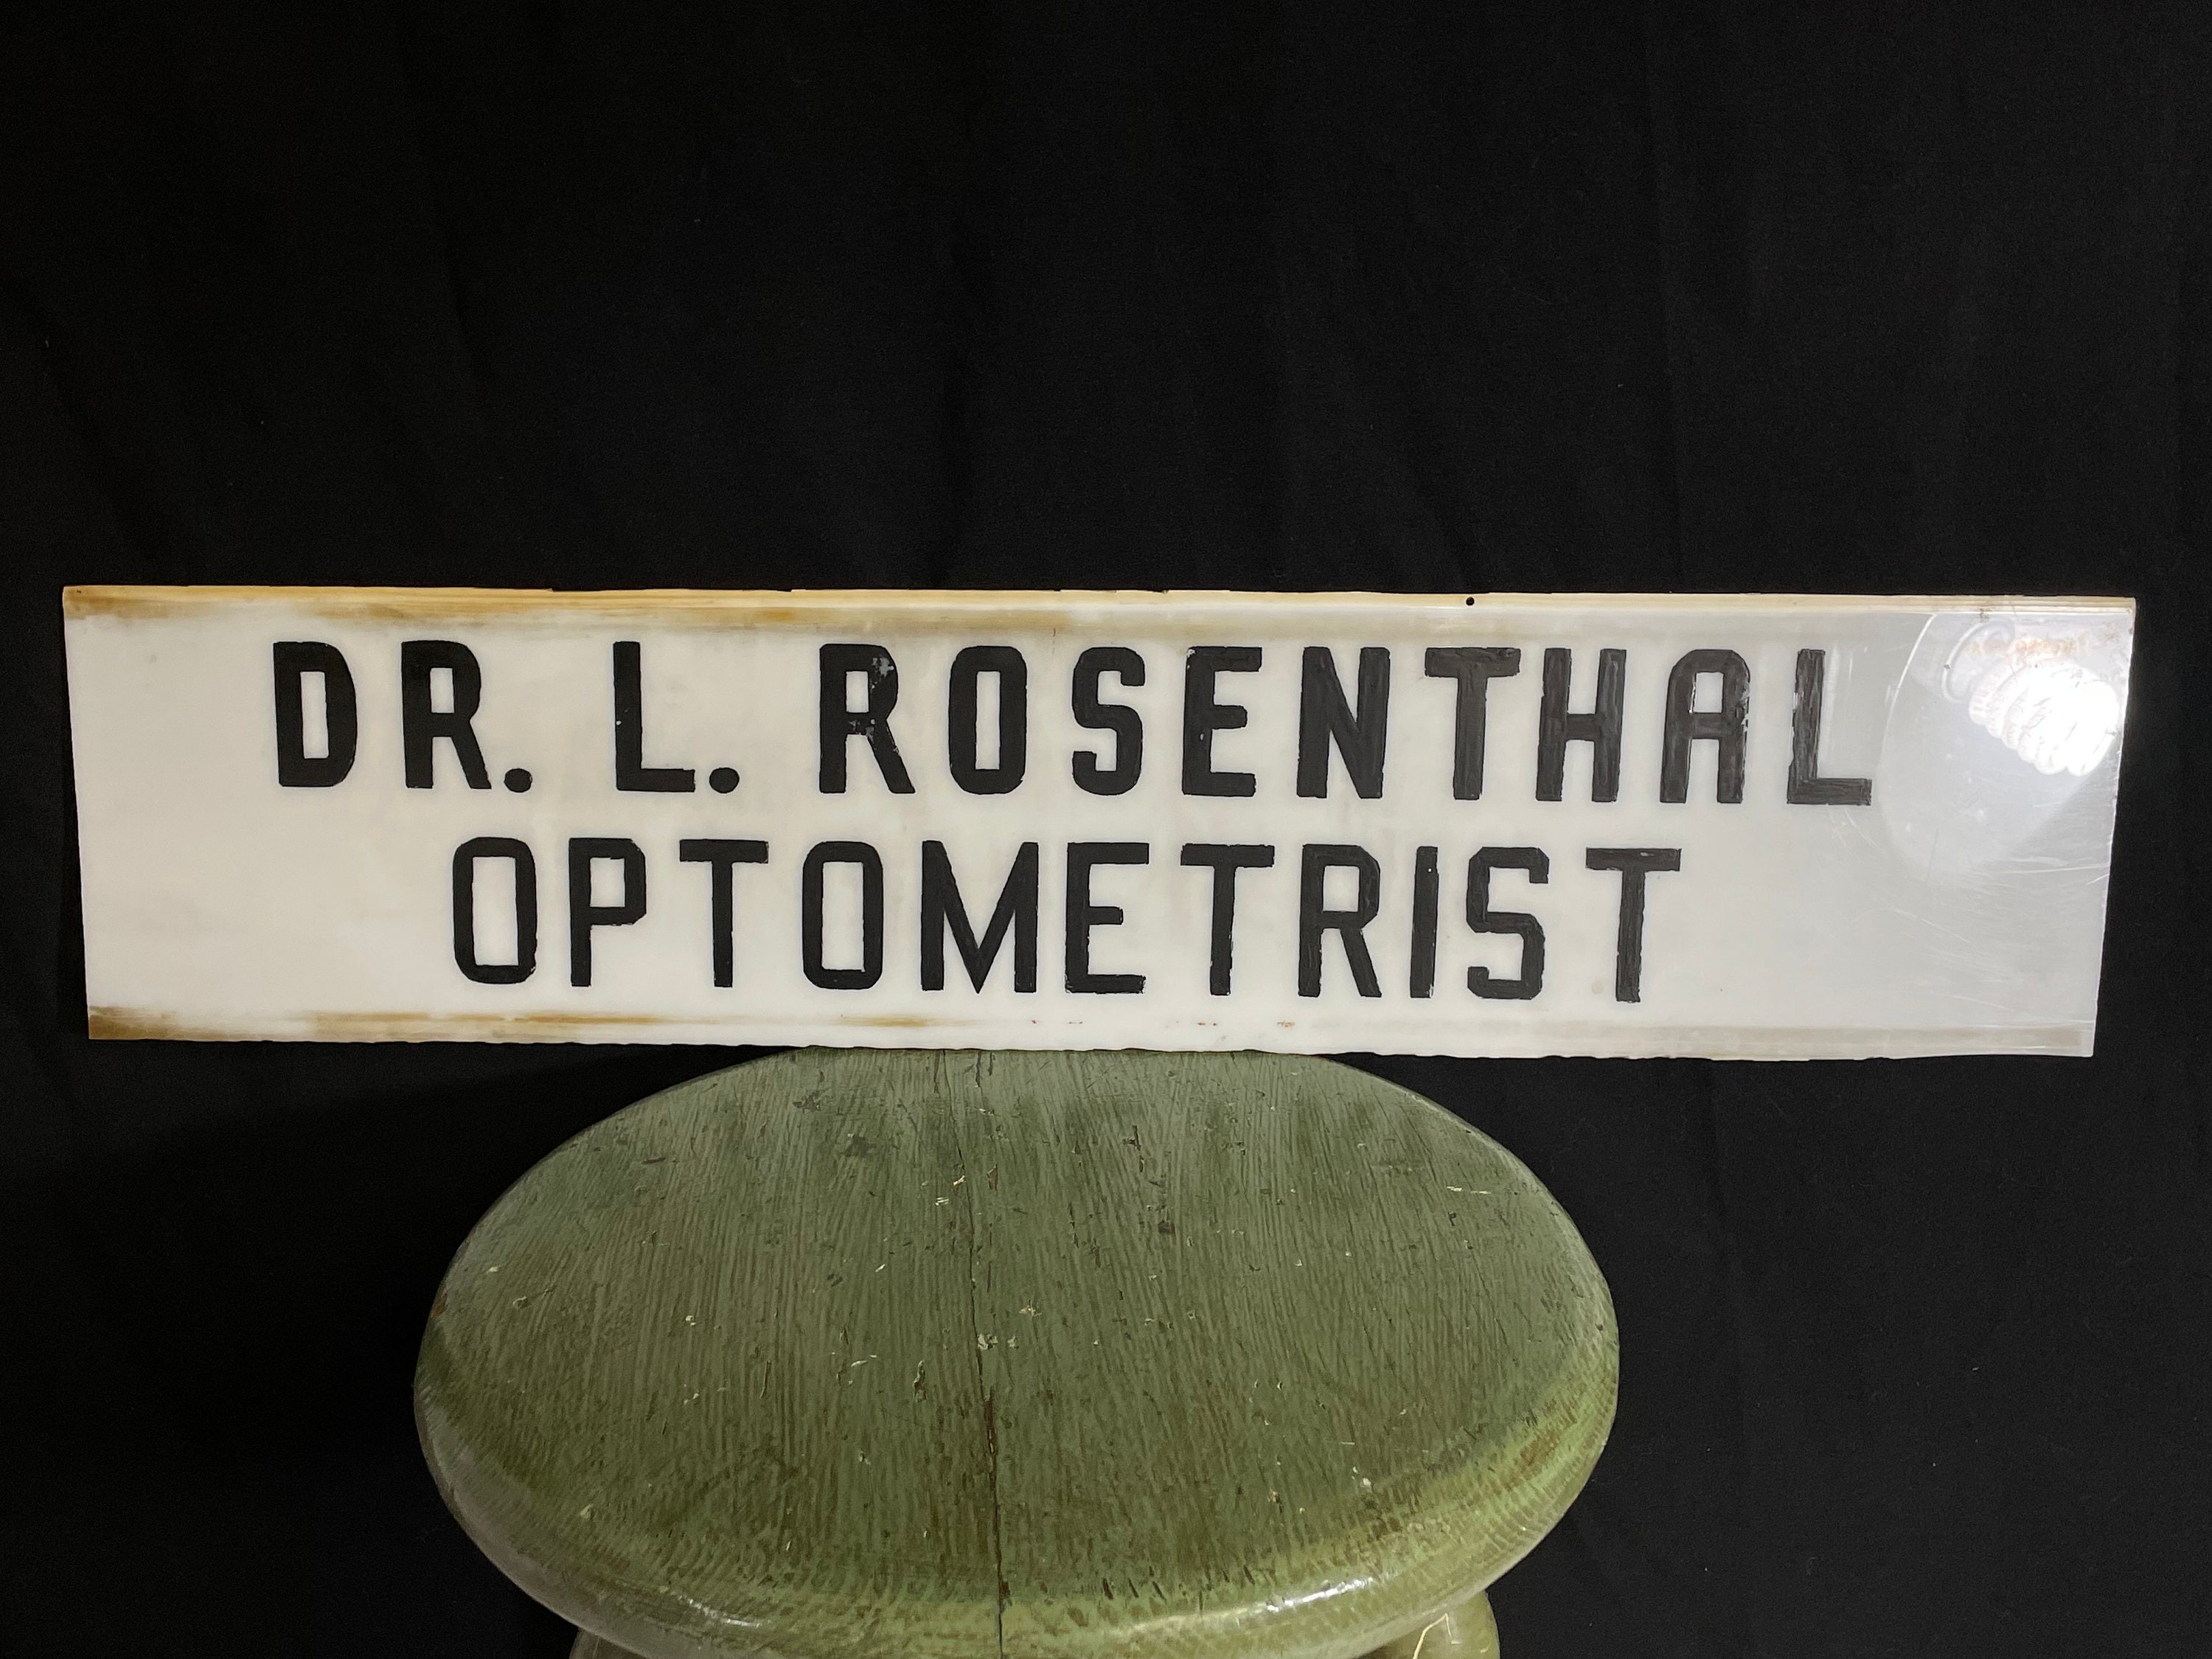 DR. L. ROSENTHAL
OPTOMETRIST